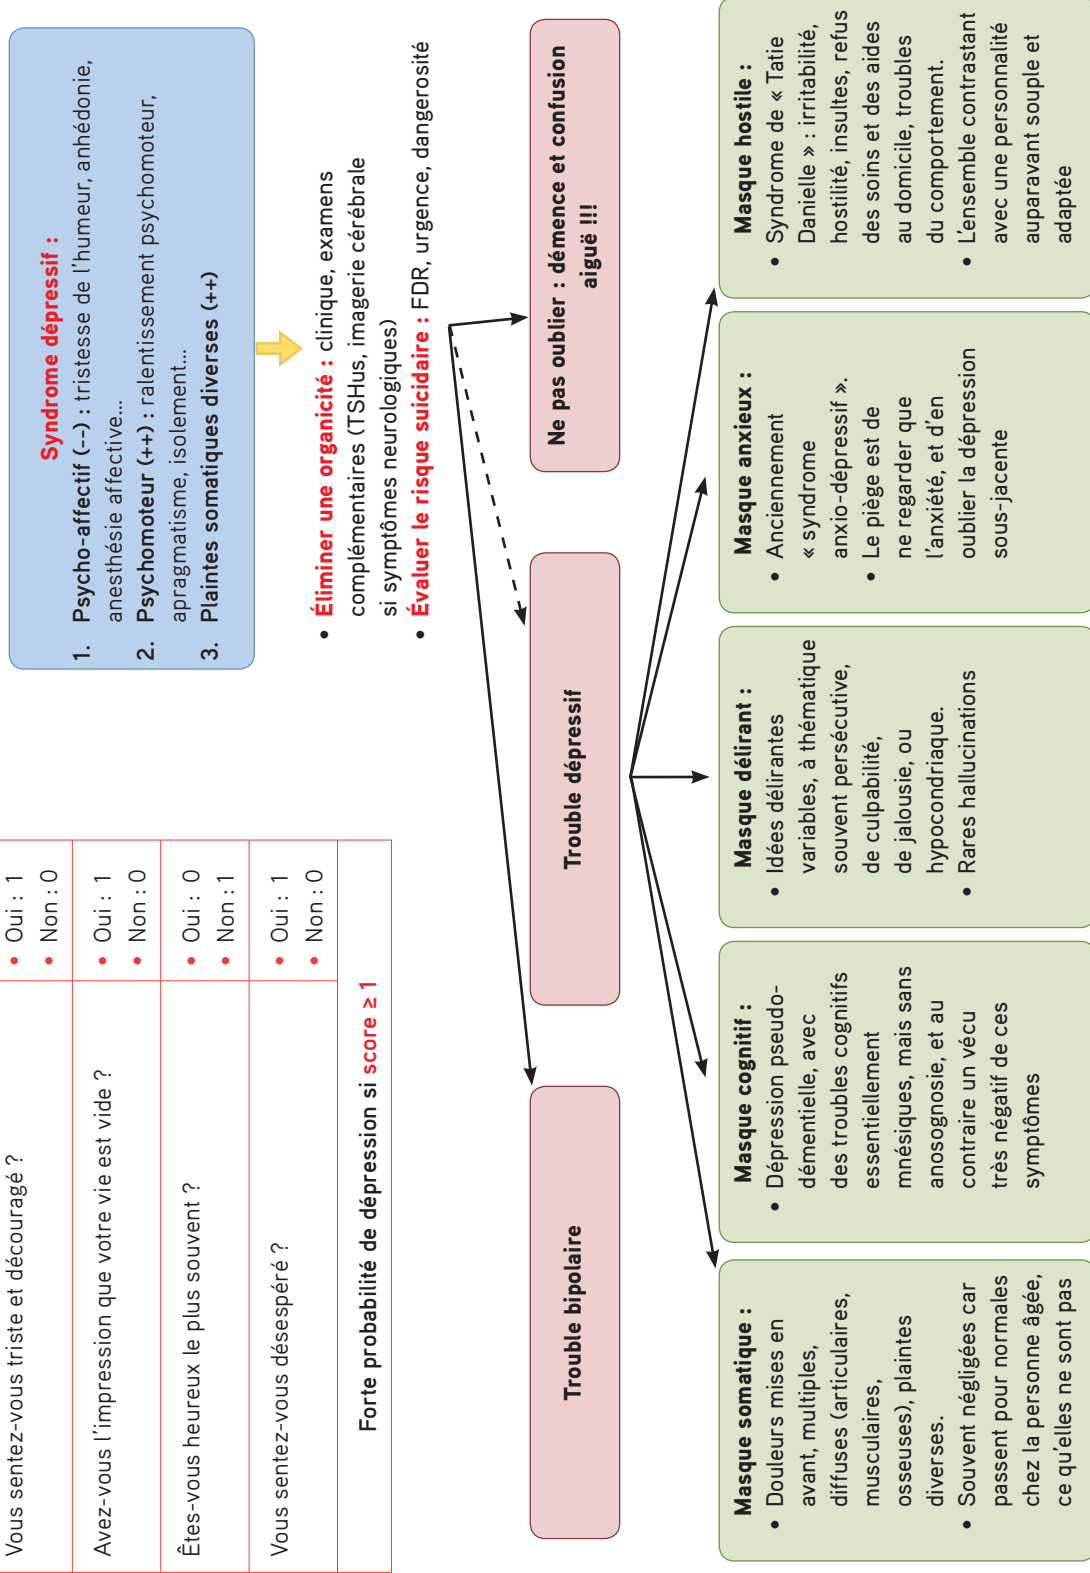 Vous sentez-vous triste et découragé ?
• Oui : 1
• Non : 0
Avez-vous l'impression que votre vie est vide ?
• Oui : 1
• Non : 0
Êtes-vous heureux le plus souvent ?
• Oui : 0
• Non : 1
Vous sentez-vous désespéré ?
• Oui : 1
• Non : 0
Forte probabilité de dépression si score ≥ 1
Syndrome dépressif :
1. Psycho-affectif (--) : tristesse de l'humeur, anhédonie,
anesthésie affective...
2. Psychomoteur (++) : ralentissement psychomoteur,
apragmatisme, isolement...
3. Plaintes somatiques diverses (++)
• Éliminer une organicité : clinique, examens
complémentaires (TSHus, imagerie cérébrale
si symptômes neurologiques)
• Évaluer le risque suicidaire : FDR, urgence, dangerosité
Trouble bipolaire
Trouble dépressif
Ne pas oublier : démence et confusion
aiguë !!!
Masque somatique :
• Douleurs mises en
avant, multiples,
diffuses (articulaires,
musculaires,
osseuses), plaintes
diverses.
• Souvent négligées car
passent pour normales
chez la personne âgée,
ce qu'elles ne sont pas
Masque cognitif :
• Dépression pseudo-
démentielle, avec
des troubles cognitifs
essentiellement
mnésiques, mais sans
anosognosie, et au
contraire un vécu
très négatif de ces
symptômes
Masque délirant :
• Idées délirantes
variables, à thématique
souvent persécutive,
de culpabilité,
de jalousie, ou
hypocondriaque.
• Rares hallucinations
Masque anxieux :
• Anciennement
« syndrome
anxio-dépressif ».
• Le piège est de
ne regarder que
l'anxiété, et d'en
oublier la dépression
sous-jacente
Masque hostile :
• Syndrome de « Tatie
Danielle » : irritabilité,
hostilité, insultes, refus
des soins et des aides
au domicile, troubles
du comportement.
• L'ensemble contrastant
avec une personnalité
auparavant souple et
adaptée